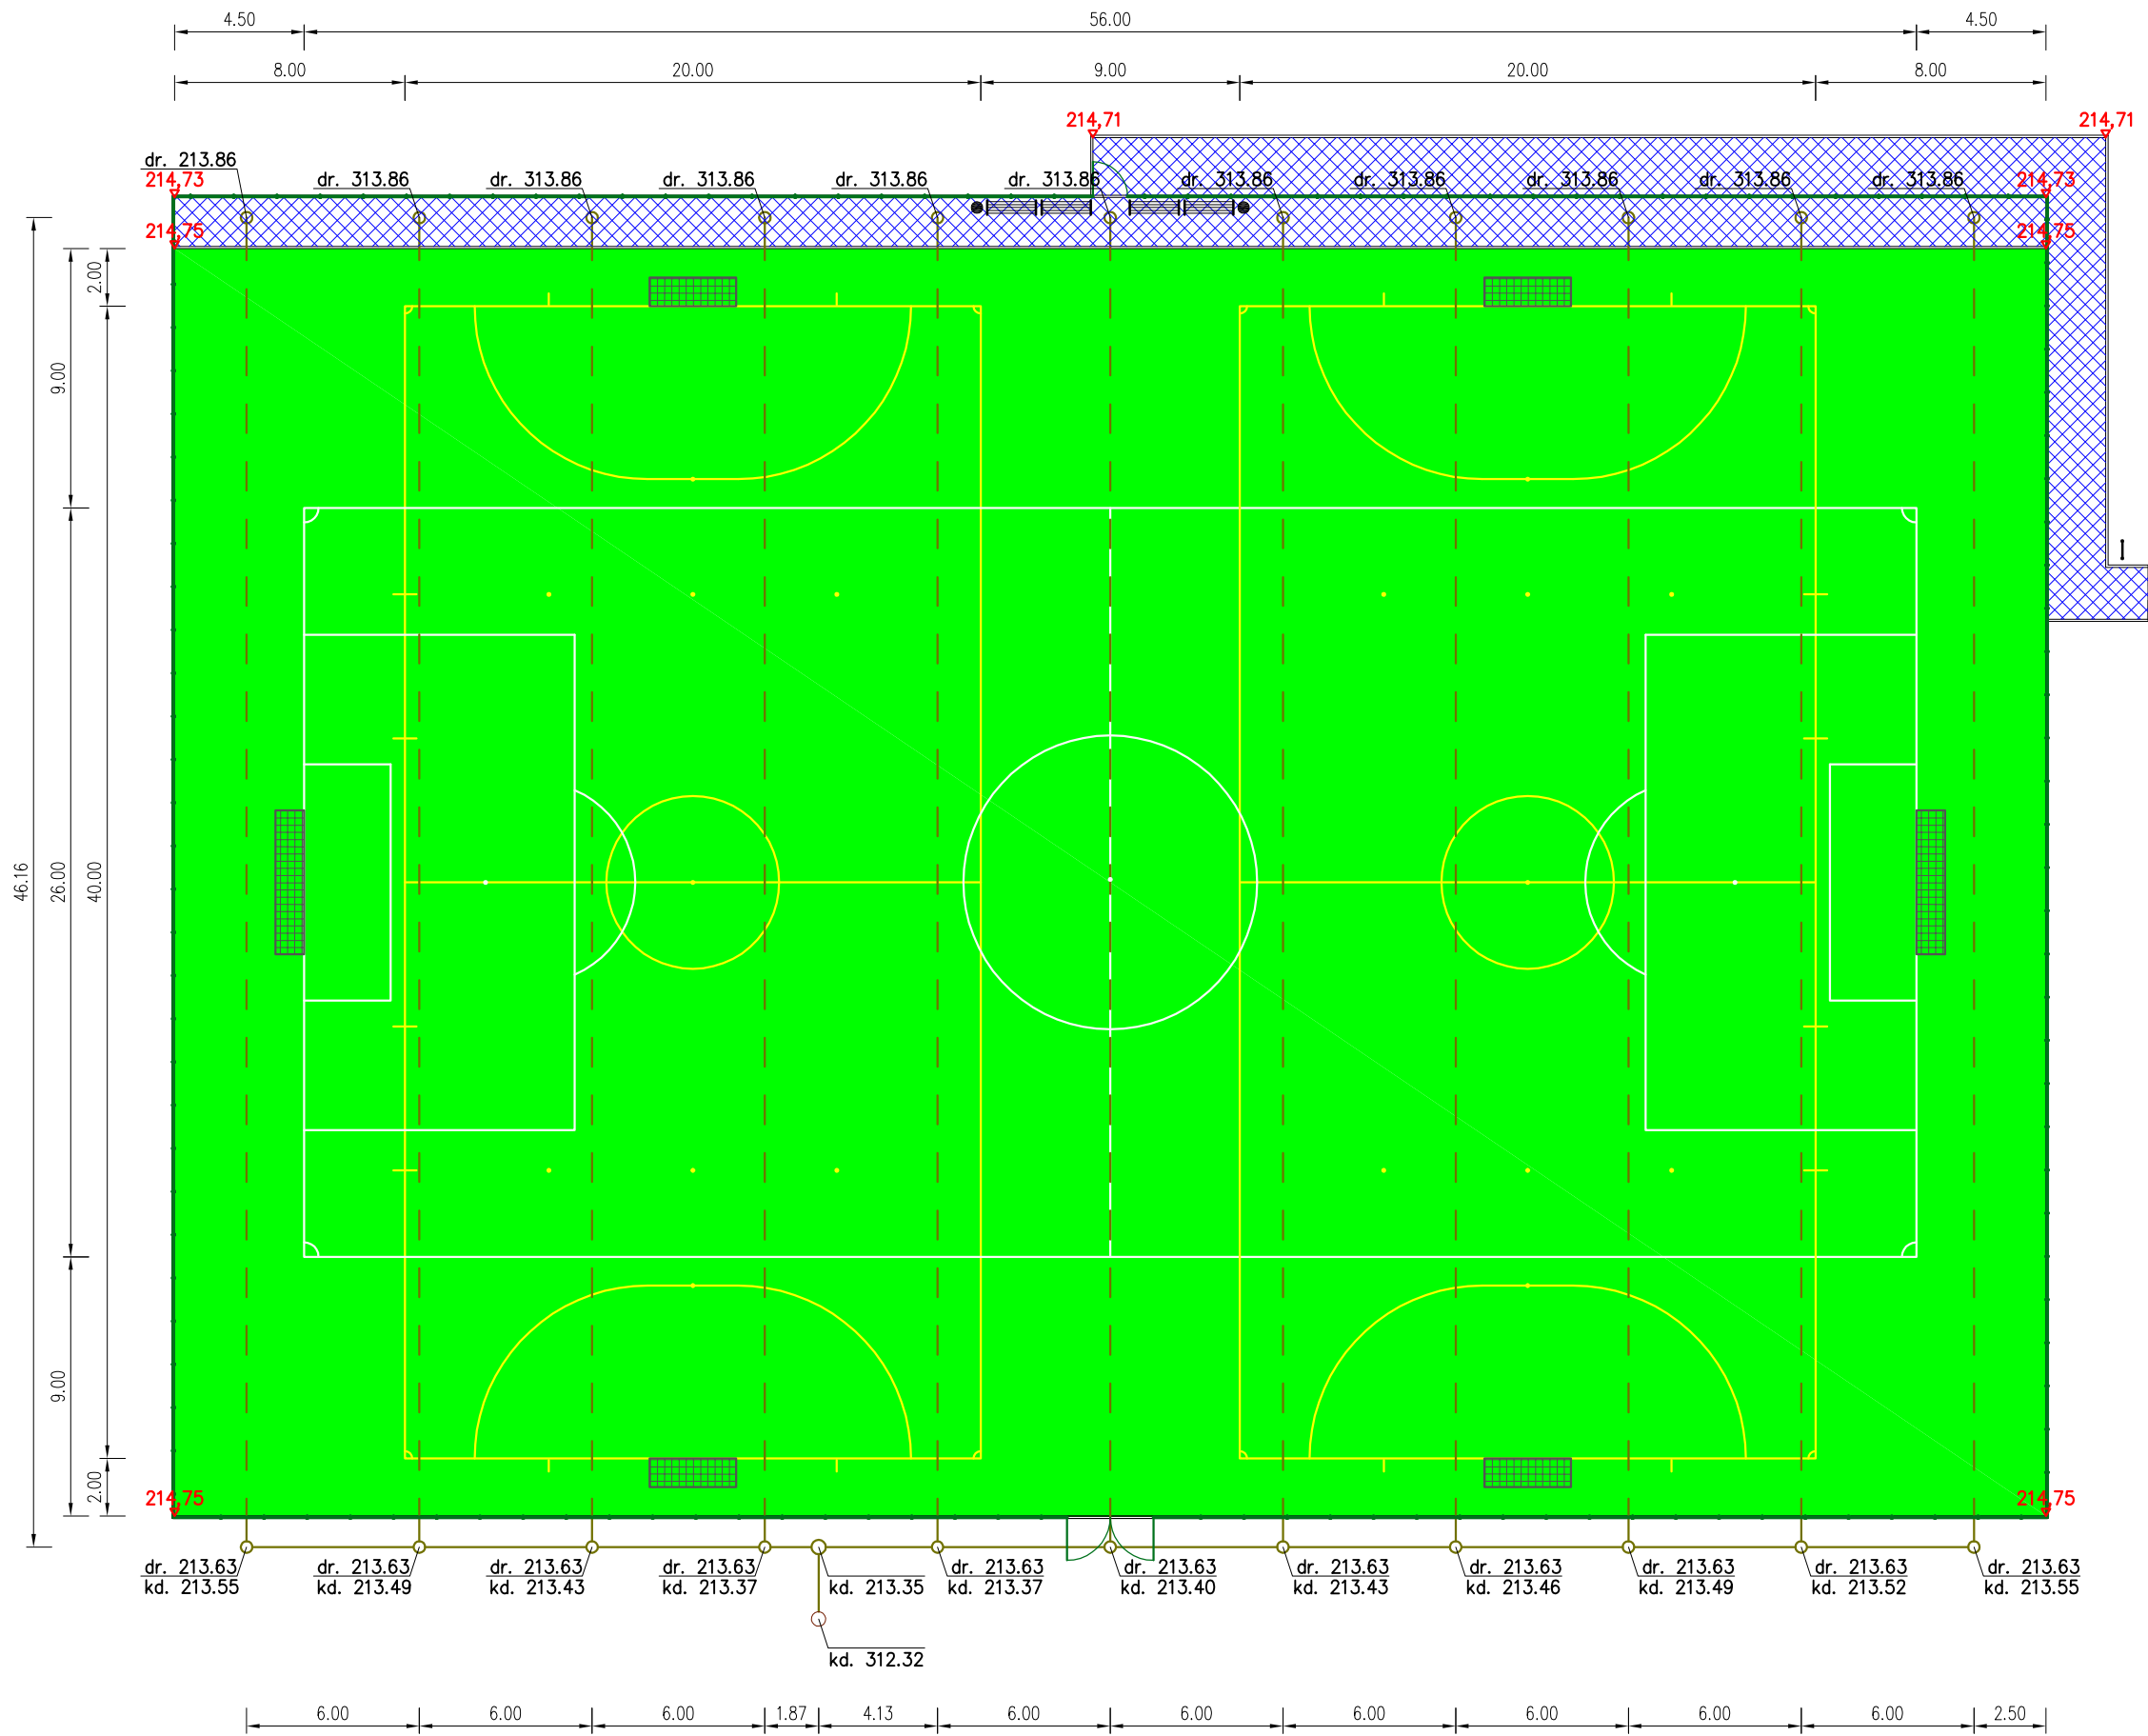 4.50 56.00 4.50
8.00 20.00 9.00 20.00 8.00
214,71 214,71
dr. 213.86
214,73 dr. 313.86 dr. 313.86 dr. 313.86 dr. 313.86 dr. 313.86 dr. 313.86 dr. 313.86 dr. 313.86 dr. 313.86 dr. 313.86 214,73
214,75 214,75
2.00
9.00
46.16 26.00 40.00
9.00
2.00
214,75 214,75
dr. 213.63 dr. 213.63 dr. 213.63 dr. 213.63 dr. 213.63 dr. 213.63 dr. 213.63 dr. 213.63 dr. 213.63 dr. 213.63 dr. 213.63
kd. 213.55 kd. 213.49 kd. 213.43 kd. 213.37 kd. 213.35 kd. 213.37 kd. 213.40 kd. 213.43 kd. 213.46 kd. 213.49 kd. 213.52 kd. 213.55
kd. 312.32
6.00 6.00 6.00 1.87 4.13 6.00 6.00 6.00 6.00 6.00 6.00 2.50